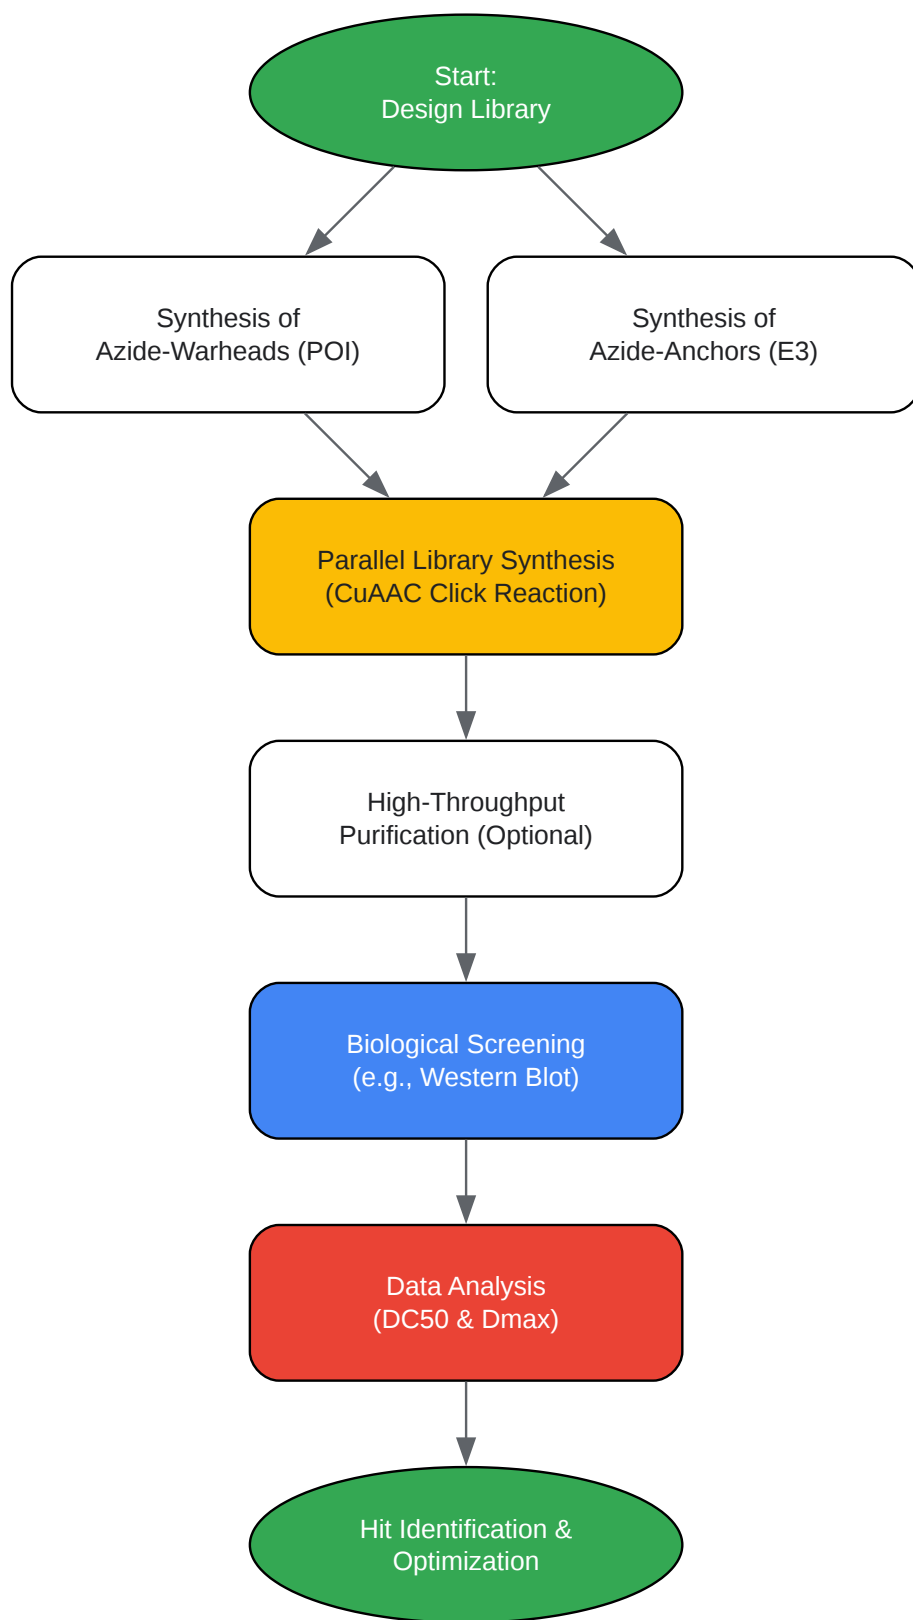 Start:
Design Library
Synthesis of
Azide-Warheads (POI)
Synthesis of
Azide-Anchors (E3)
Parallel Library Synthesis
(CuAAC Click Reaction)
High-Throughput
Purification (Optional)
Biological Screening
(e.g., Western Blot)
Data Analysis
(DC50 & Dmax)
Hit Identification &
Optimization